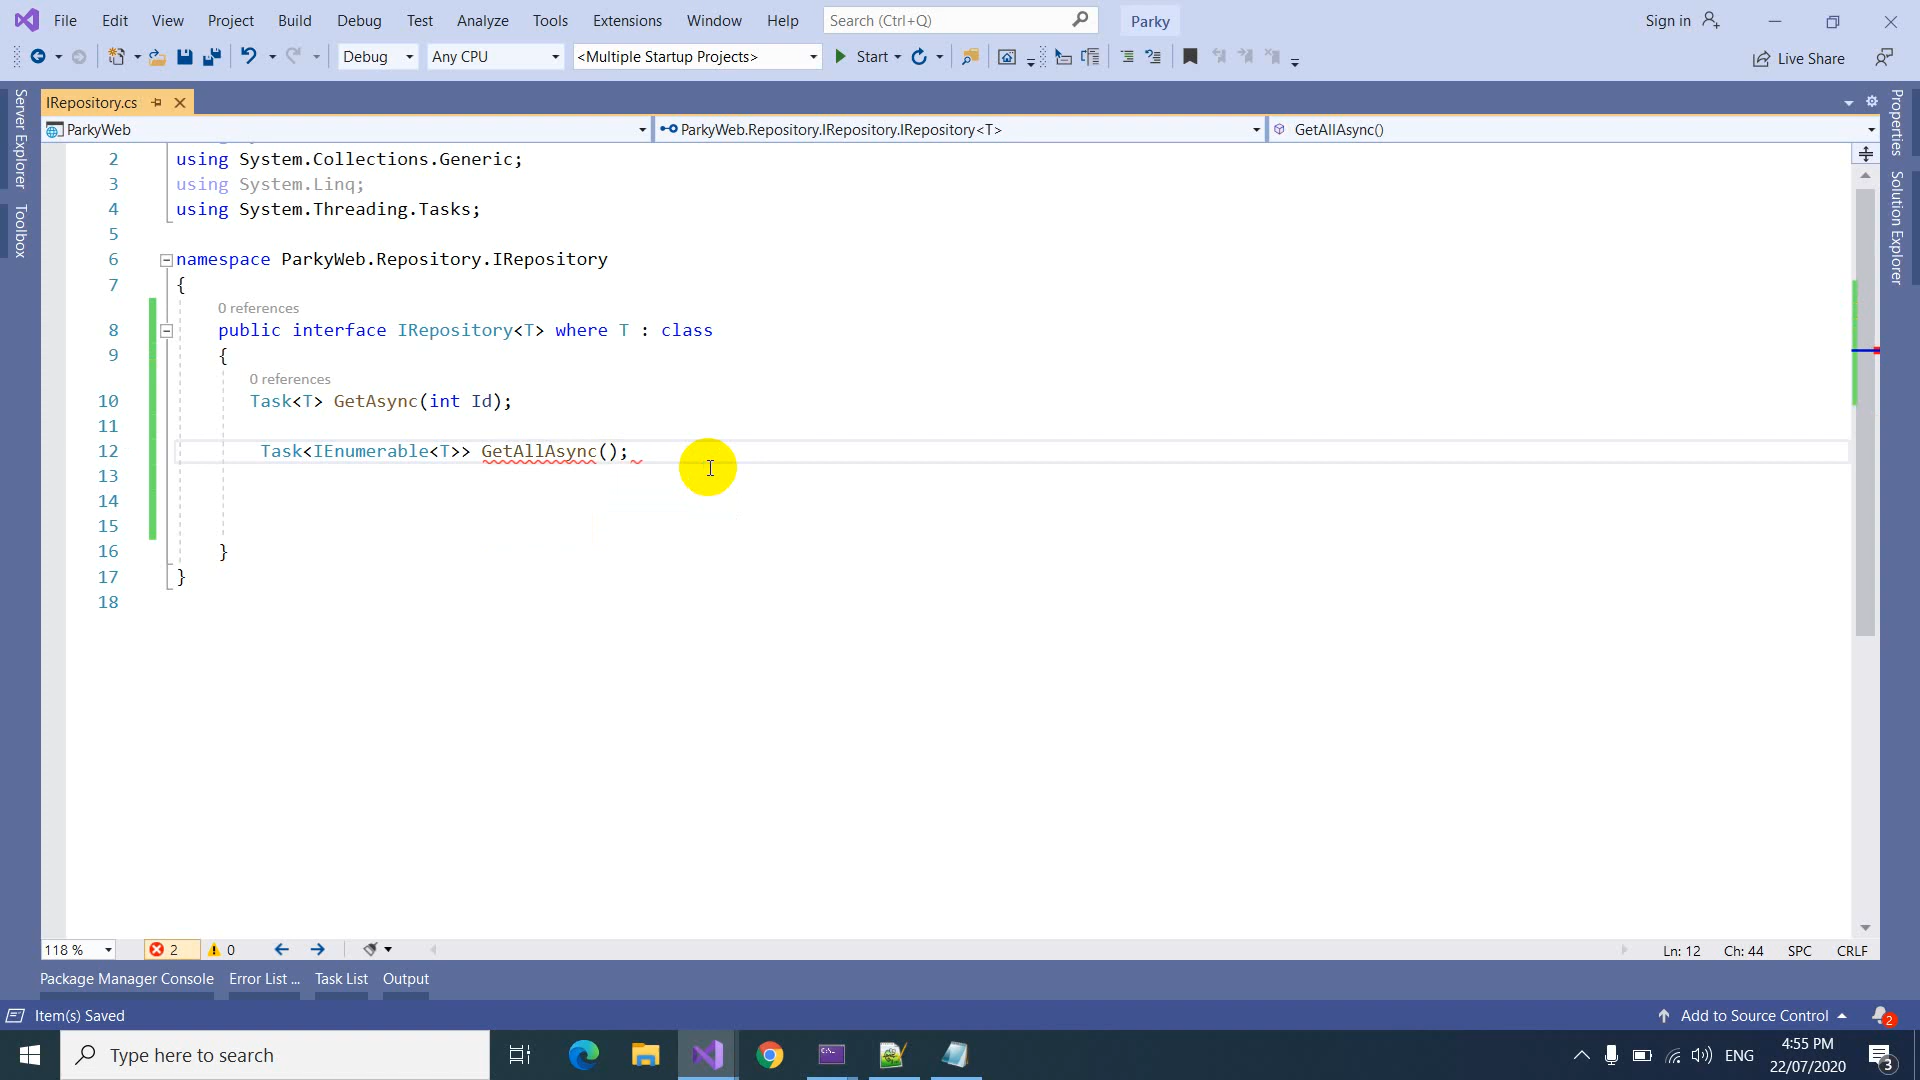 File Edit View Project Build Debug Test Analyze Tools Extensions Window Help Search (Ctrl+Q) Parky Sign in
Debug Any CPU <Multiple Startup Projects> Start Live Share
Server Explorer
Toolbox
IRepository.cs
ParkyWeb ParkyWeb.Repository.IRepository.IRepository<T> GetAllAsync()
2 using System.Collections.Generic;
3 using System.Linq;
4 using System.Threading.Tasks;
5
6 namespace ParkyWeb.Repository.IRepository
7 {
0 references
8 public interface IRepository<T> where T : class
9 {
0 references
10 Task<T> GetAsync(int Id);
11
12 Task<IEnumerable<T>> GetAllAsync();
13
14
15
16 }
17 }
18
Properties
Solution Explorer
118 % 2 0 Ln: 12 Ch: 44 SPC CRLF
Package Manager Console Error List ... Task List Output
Item(s) Saved Add to Source Control 2
Type here to search ENG 4:55 PM
22/07/2020 3